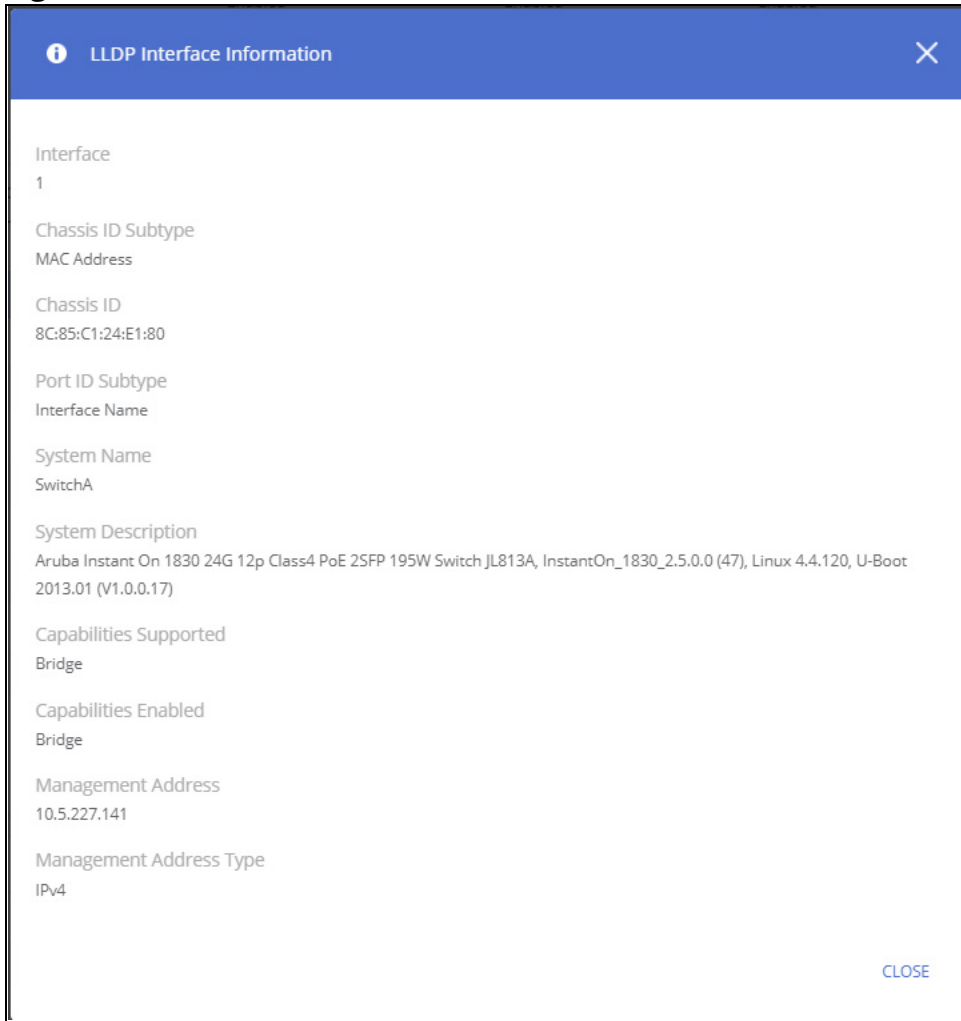 LLDP Interface Information
Interface
1
Chassis ID Subtype
MAC Address
Chassis ID
8C:85:C1:24:E1:80
Port ID Subtype
Interface Name
System Name
SwitchA
System Description
Aruba Instant On 1830 24G 12p Class4 PoE 2SFP 195W Switch JL813A, InstantOn_1830_2.5.0.0 (47), Linux 4.4.120, U-Boot
2013.01 (V1.0.0.17)
Capabilities Supported
Bridge
Capabilities Enabled
Bridge
Management Address
10.5.227.141
Management Address Type
IPv4
CLOSE